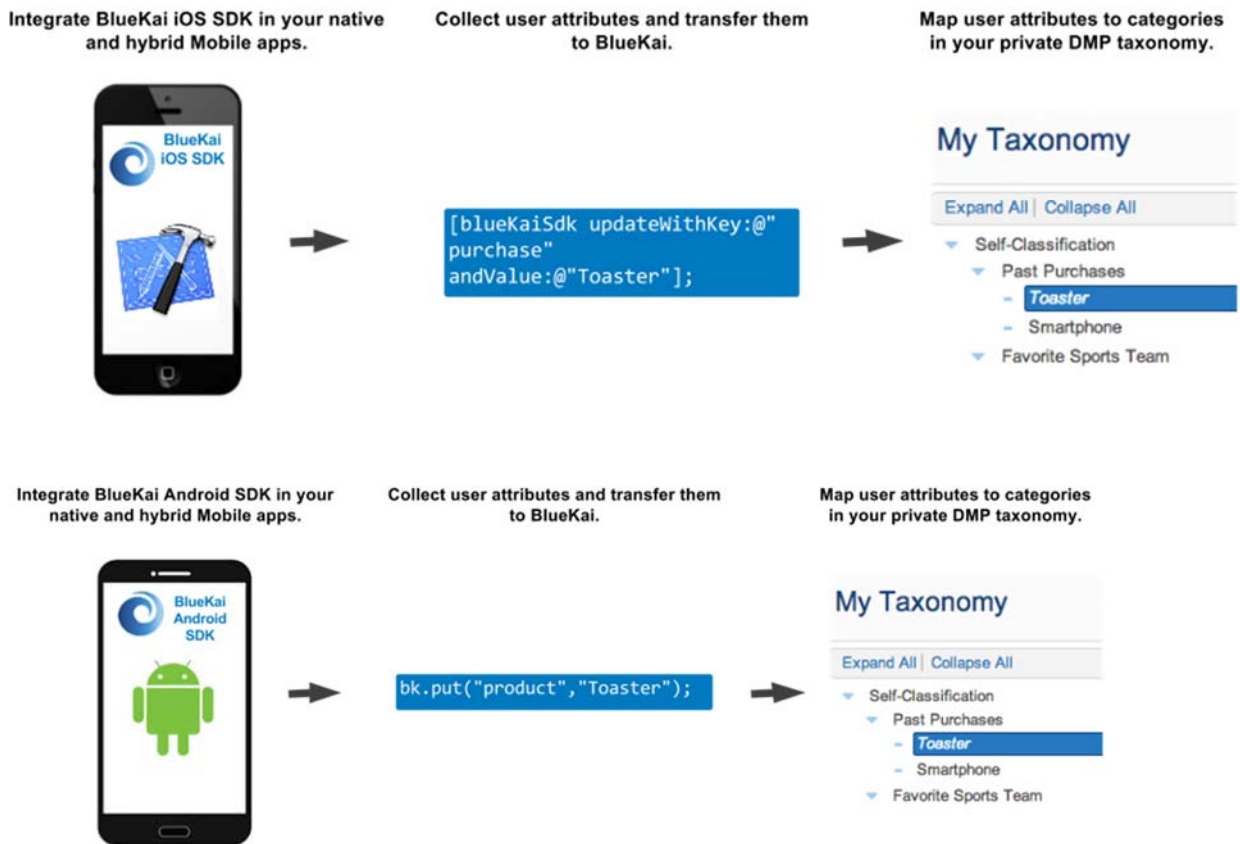 Integrate BlueKai iOS SDK in your native
and hybrid Mobile apps.
Collect user attributes and transfer them
to BlueKai.
Map user attributes to categories
in your private DMP taxonomy.
BlueKai
iOS SDK
[blueKaiSdk updateWithKey:@"
purchase"
andValue:@"Toaster"];
My Taxonomy
Expand All | Collapse All
Self-Classification
Past Purchases
Toaster
Smartphone
Favorite Sports Team
Integrate BlueKai Android SDK in your
native and hybrid Mobile apps.
Collect user attributes and transfer them
to BlueKai.
Map user attributes to categories
in your private DMP taxonomy.
BlueKai
Android
SDK
bk.put("product","Toaster");
My Taxonomy
Expand All | Collapse All
Self-Classification
Past Purchases
Toaster
Smartphone
Favorite Sports Team